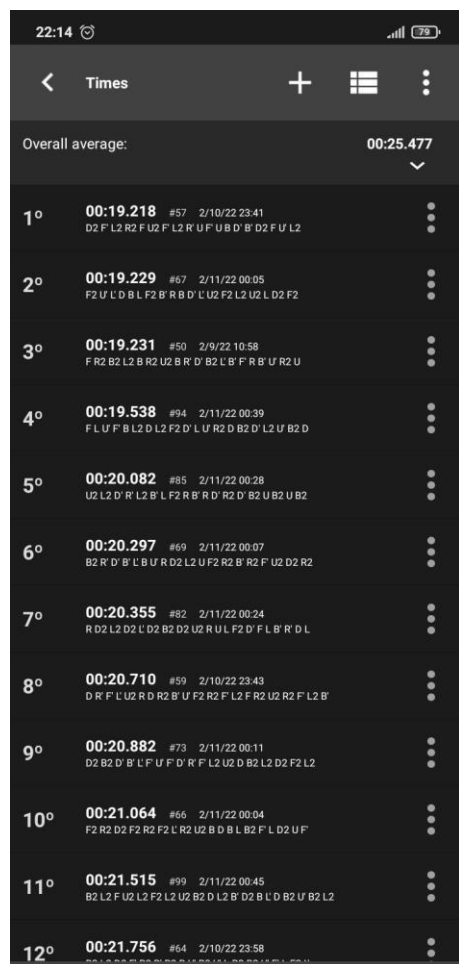 22:14 79
Times
Overall average: 00:25.477
1º 00:19.218 #57 2/10/22 23:41
D2 F' L2 R2 F U2 F' L2 R' U F' U B D' B' D2 F U' L2
2º 00:19.229 #67 2/11/22 00:05
F2 U' L' D B L F2 B' R B D' L' U2 F2 L2 U2 L D2 F2
3º 00:19.231 #50 2/9/22 10:58
F R2 B2 L2 B R2 U2 B R' D' B2 L' B' F' R B' U' R2 U
4º 00:19.538 #94 2/11/22 00:39
F L U' F' B L2 D L2 F2 D' L U' R2 D B2 D' L2 U' B2 D
5º 00:20.082 #85 2/11/22 00:28
U2 L2 D' R' L2 B' L F2 R B' R D' R2 D' B2 U B2 U B2
6º 00:20.297 #69 2/11/22 00:07
B2 R' D' B' L' B U' R D2 L2 U F2 R2 B' R2 F' U2 D2 R2
7º 00:20.355 #82 2/11/22 00:24
R D2 L2 D2 L' D2 B2 D2 U2 R U L F2 D' F L B' R' D L
8º 00:20.710 #59 2/10/22 23:43
D R' F' L' U2 R D R2 B' U' F2 R2 F' L2 F R2 U2 R2 F' L2 B'
9º 00:20.882 #73 2/11/22 00:11
D2 B2 D' B' L' F' U' F' D' R' F' L2 U2 D B2 L2 D2 F2 L2
10º 00:21.064 #66 2/11/22 00:04
F2 R2 D2 F2 R2 F2 L' R2 U2 B D B L B2 F' L D2 U F'
11º 00:21.515 #99 2/11/22 00:45
B2 L2 F U2 L2 F2 L2 U2 B2 D L2 B' D2 B L' D B2 U' B2 L2
12º 00:21.756 #64 2/10/22 23:58